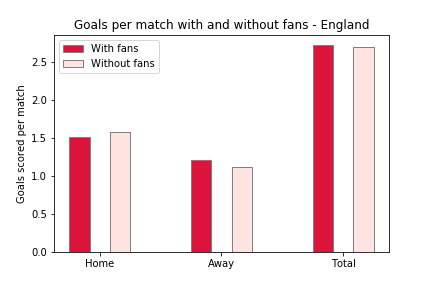 Goals per match with and without fans - England
With fans
Without fans
Goals scored per match
2.5
2.0
1.5
1.0
0.5
0.0
Home
Away
Total